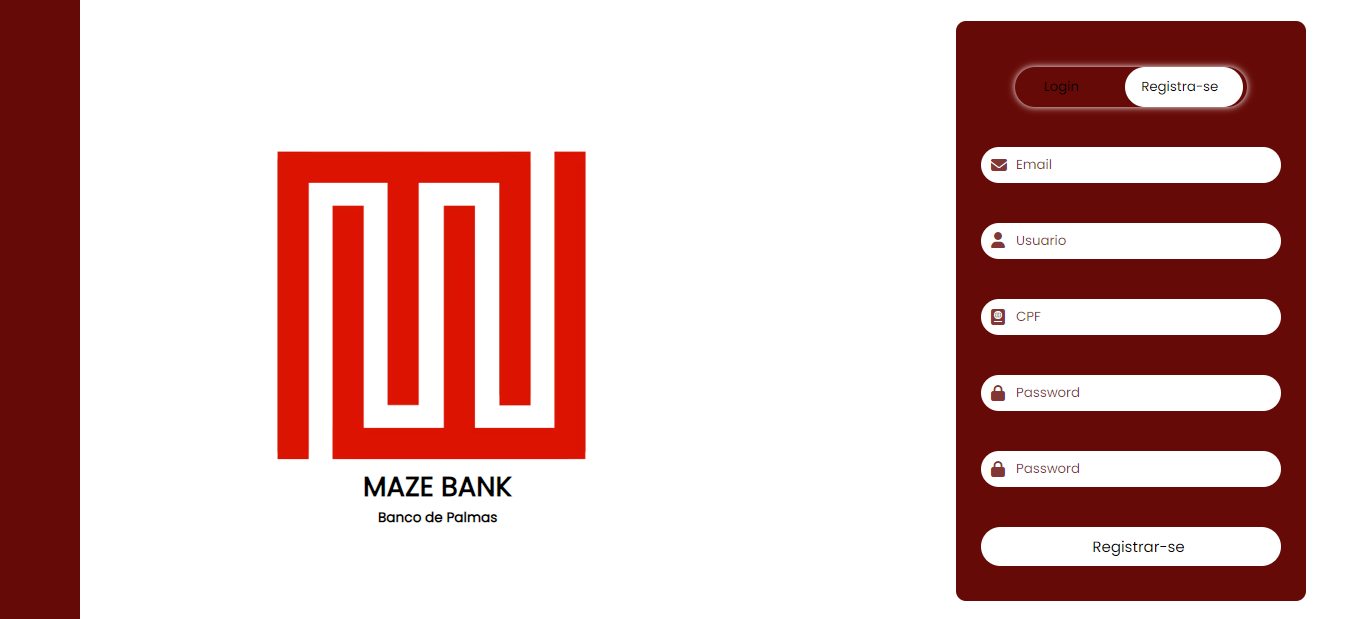 MAZE BANK
Banco de Palmas
Login
Registra-se
Email
Usuario
CPF
Password
Password
Registrar-se